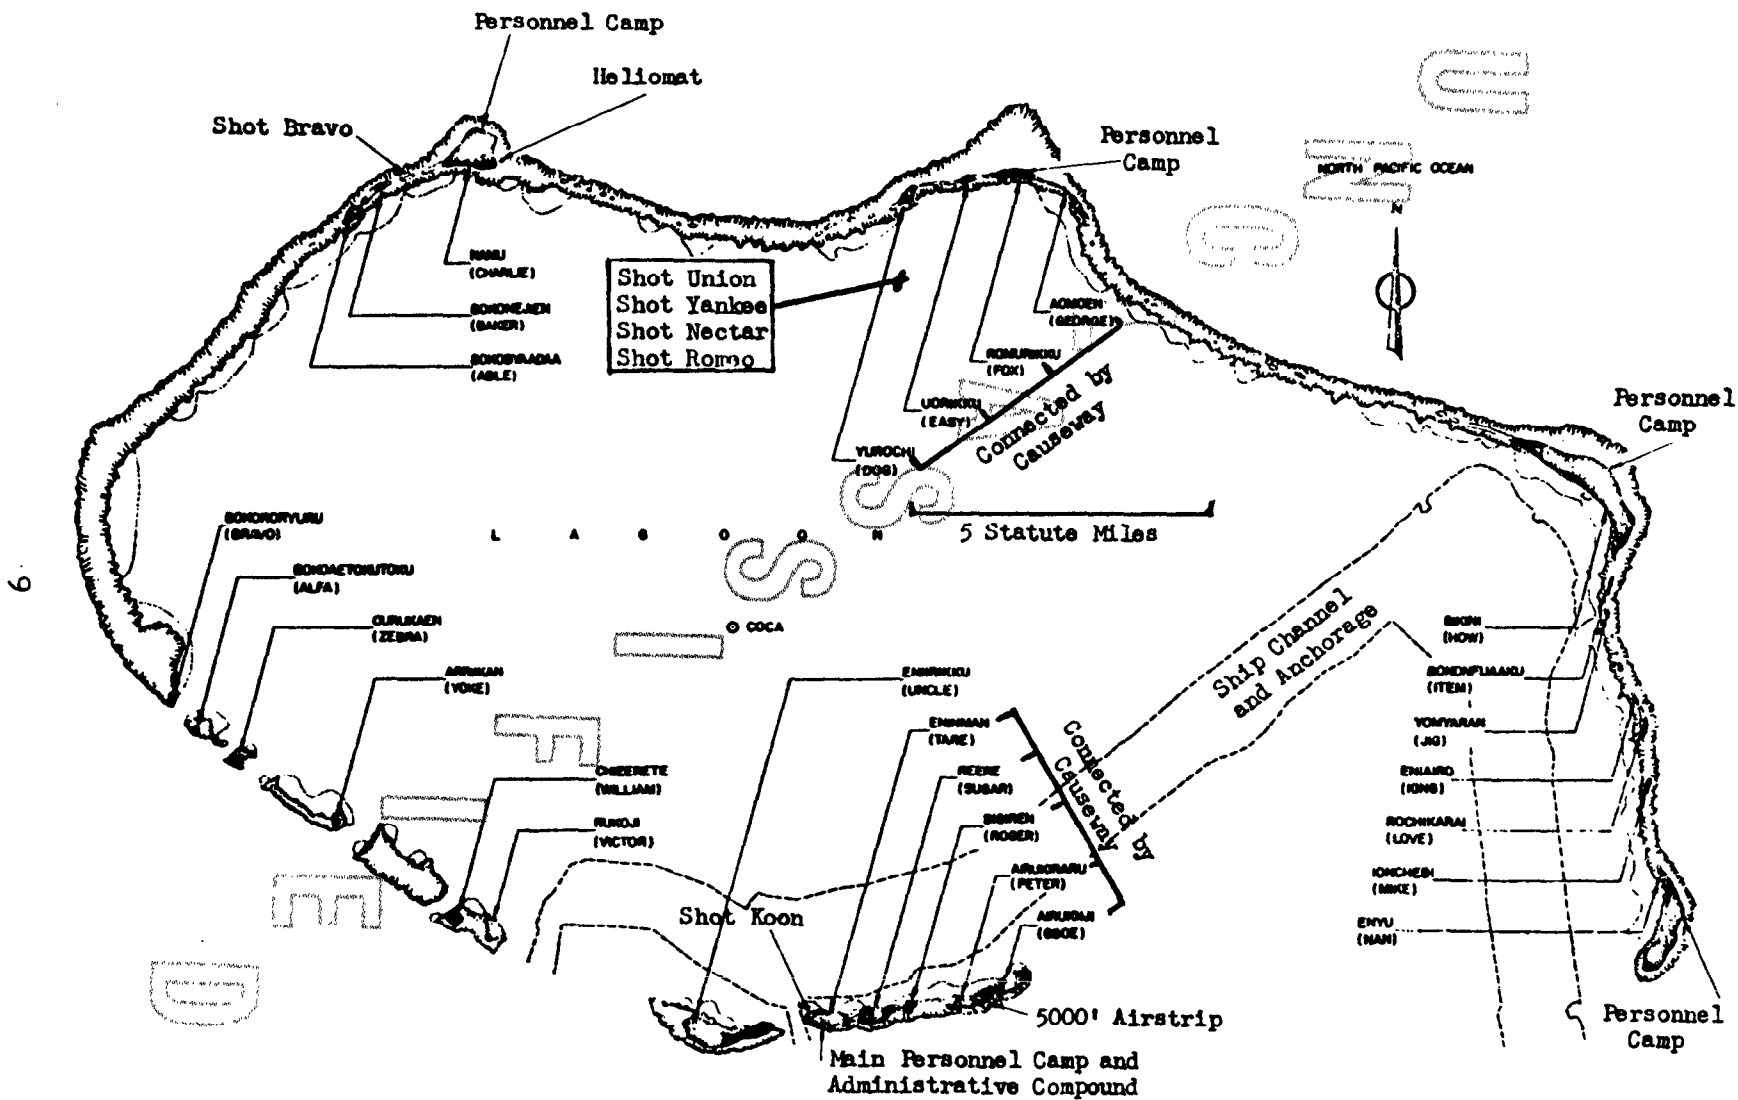 Personnel Camp
Heliomat
Shot Bravo
Personnel
Camp
NORTH PACIFIC OCEAN
N
NAMU
(CHARLIE)
BOKONEJIEN
(BAKER)
BOKOBYAADAA
(ABLE)
Shot Union
Shot Yankee
Shot Nectar
Shot Romeo
AOMOEN
(GEORGE)
ROMURIKKU
(FOX)
UORIKKU
(EASY)
YUROCHI
(DOG)
Connected by
Causeway
Personnel
Camp
5 Statute Miles
LAGOON
BOKORORYURU
(BRAVO)
BOKOAETOKUTOKU
(ALFA)
OURUKAEN
(ZEBRA)
ARRIIKAN
(YOKE)
COCA
ENIIRIKKU
(UNCLE)
ENINMAN
(TARE)
REERE
(SUGAR)
BIGIREN
(ROGER)
AIRUKIRARU
(PETER)
AIRUKIIJI
(OBOE)
Connected by
Causeway
Ship Channel
and Anchorage
BIKINI
(HOW)
BOKONFUAAKU
(ITEM)
YOMYARAN
(JIG)
ENIAIRO
(KING)
ROCHIKARAI
(LOVE)
IONCHEBI
(MIKE)
ENYU
(NAN)
CHIEERETE
(WILLIAM)
RUKOJI
(VICTOR)
Shot Koon
5000' Airstrip
Main Personnel Camp and
Administrative Compound
Personnel
Camp
UNCLASSIFIED